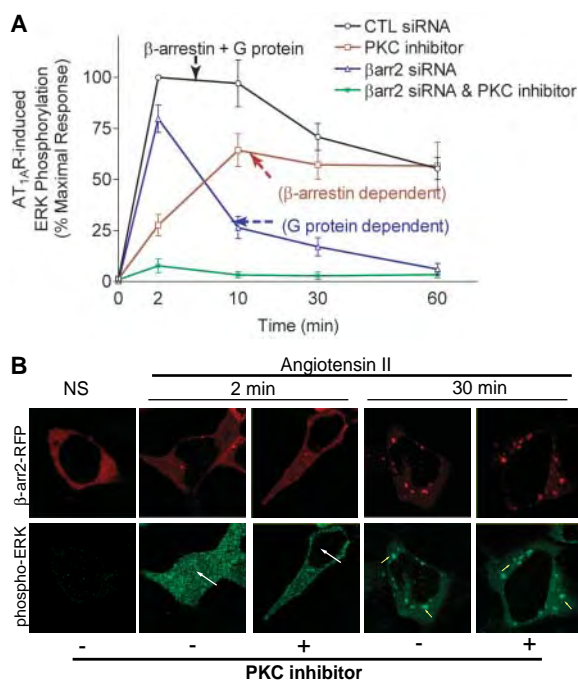 A
CTL siRNA
PKC inhibitor
βarr2 siRNA
βarr2 siRNA & PKC inhibitor
β-arrestin + G protein
AT1AR-induced
ERK Phosphorylation
(% Maximal Response)
100
75
50
25
0
(β-arrestin dependent)
(G protein dependent)
0 2 10 30 60
Time (min)
B
Angiotensin II
NS 2 min 30 min
β-arr2-RFP
phospho-ERK
- - + - +
PKC inhibitor